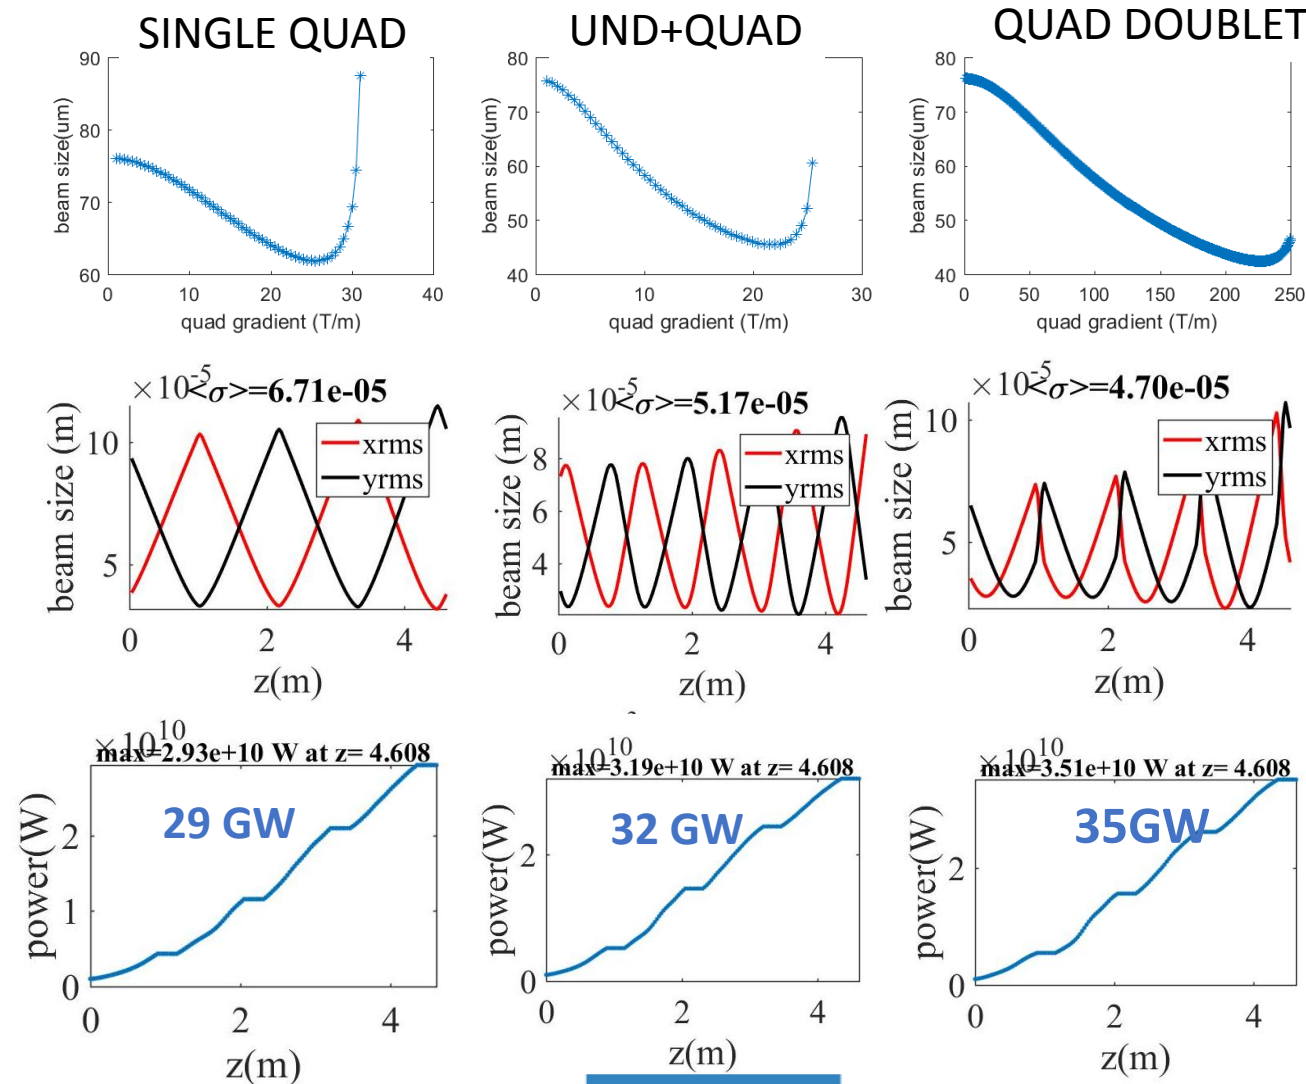 SINGLE QUAD
UND+QUAD
QUAD DOUBLET
90
80
70
60
beam size(um)
0 10 20 30 40
quad gradient (T/m)
80
70
60
50
40
beam size(um)
0 10 20 30
quad gradient (T/m)
80
70
60
50
40
beam size(um)
0 50 100 150 200 250
quad gradient (T/m)
×10-5
<σ>=6.71e-05
10
5
beam size (m)
xrms
yrms
0 2 4
z(m)
×10-5
<σ>=5.17e-05
8
6
4
beam size (m)
xrms
yrms
0 2 4
z(m)
×10-5
<σ>=4.70e-05
10
5
beam size (m)
xrms
yrms
0 2 4
z(m)
×1010
max=2.93e+10 W at z= 4.608
29 GW
2
1
0
power(W)
0 2 4
z(m)
×1010
max=3.19e+10 W at z= 4.608
32 GW
2
0
power(W)
0 2 4
z(m)
×1010
max=3.51e+10 W at z= 4.608
35GW
2
0
power(W)
0 2 4
z(m)